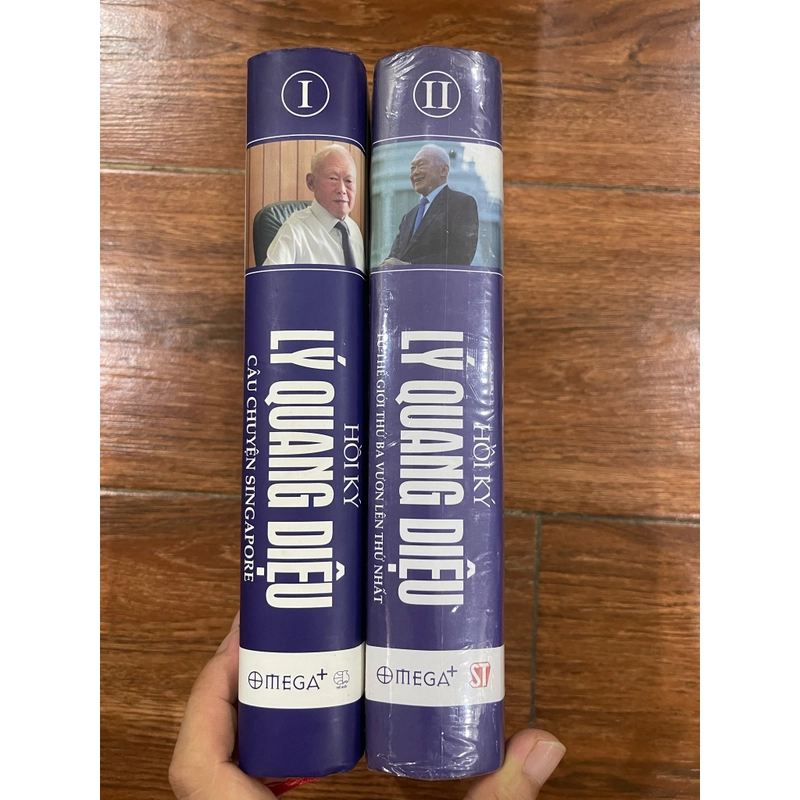 I
HỒI KÝ
LÝ QUANG DIỆU
CÂU CHUYỆN SINGAPORE
OMEGA+
II
HỒI KÝ
LÝ QUANG DIỆU
TỪ THẾ GIỚI THỨ BA VƯƠN LÊN THỨ NHẤT
OMEGA+
ST